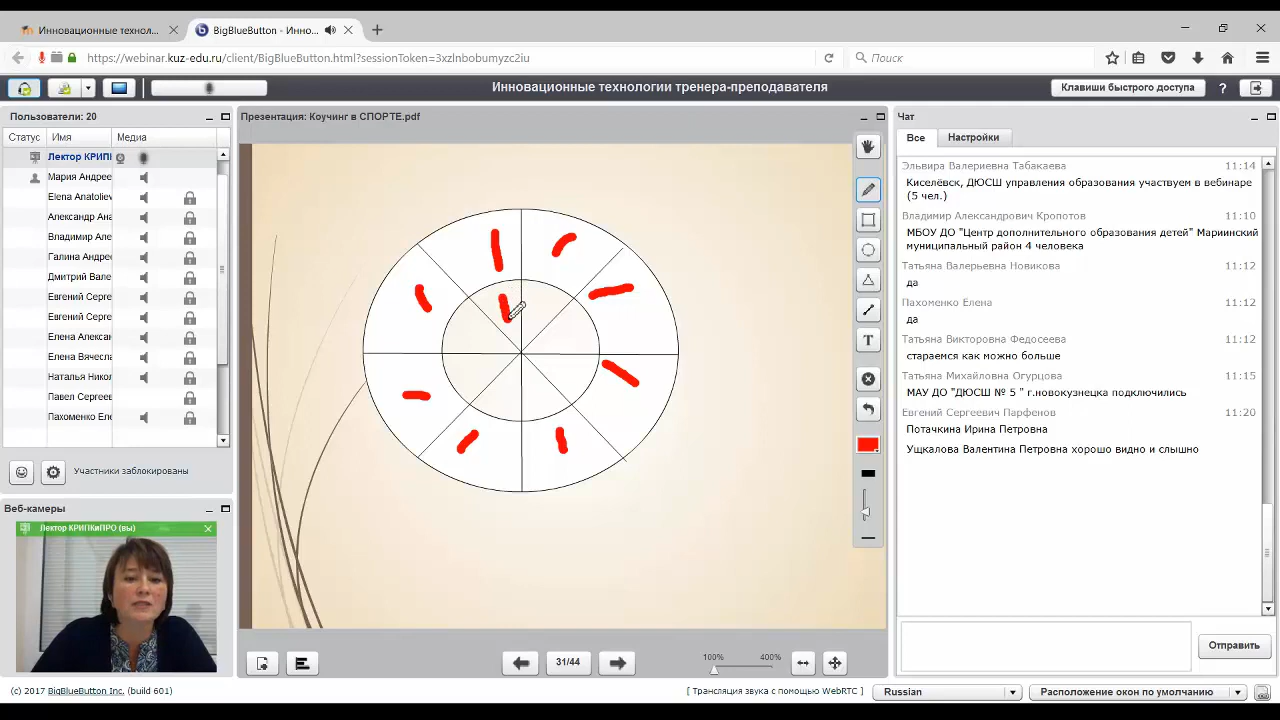 Инновационные технол...
BigBlueButton - Инно...
https://webinar.kuz-edu.ru/client/BigBlueButton.html?sessionToken=3xzlnbobumyzc2iu
Поиск
Инновационные технологии тренера-преподавателя
Клавиши быстрого доступа
?
Пользователи: 20
Статус Имя Медиа
Лектор КРИПК
Мария Андрее
Elena Anatoliev
Александр Ана
Владимир Але
Галина Андрее
Дмитрий Вале
Евгений Серге
Евгений Серге
Елена Алексан
Елена Вячесла
Наталья Никол
Павел Сергеев
Пахоменко Еле
Участники заблокированы
Веб-камеры
Лектор КРИПКиПРО (вы)
Презентация: Коучинг в СПОРТЕ.pdf
T
31/44
100% 400%
Чат
Все Настройки
Эльвира Валериевна Табакаева 11:14
Киселёвск, ДЮСШ управления образования участвуем в вебинаре
(5 чел.)
Владимир Александрович Кропотов 11:10
МБОУ ДО "Центр дополнительного образования детей" Мариинский
муниципальный район 4 человека
Татьяна Валерьевна Новикова 11:12
да
Пахоменко Елена 11:12
да
Татьяна Викторовна Федосеева 11:12
стараемся как можно больше
Татьяна Михайловна Огурцова 11:15
МАУ ДО "ДЮСШ № 5 " г.новокузнецка подключились
Евгений Сергеевич Парфенов 11:20
Потачкина Ирина Петровна
Ущкалова Валентина Петровна хорошо видно и слышно
Отправить
(c) 2017 BigBlueButton Inc. (build 601)
[ Трансляция звука с помощью WebRTC ]
Russian
Расположение окон по умолчанию